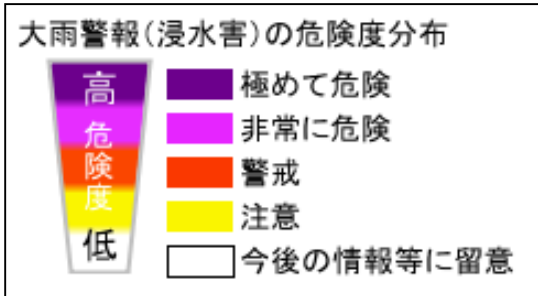 大雨警報(浸水害)の危険度分布
高
危
険
度
低
極めて危険
非常に危険
警戒
注意
今後の情報等に留意